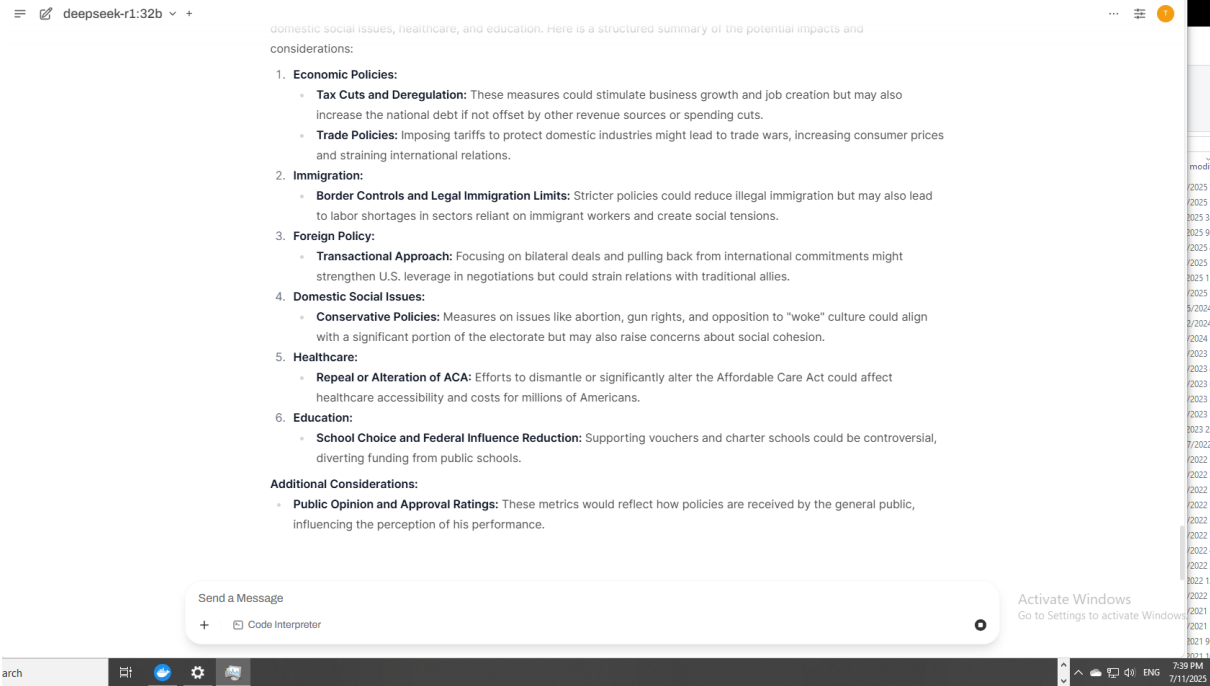 deepseek-r1:32b
T
domestic social issues, healthcare, and education. Here is a structured summary of the potential impacts and
considerations:
1. Economic Policies:
Tax Cuts and Deregulation: These measures could stimulate business growth and job creation but may also
increase the national debt if not offset by other revenue sources or spending cuts.
Trade Policies: Imposing tariffs to protect domestic industries might lead to trade wars, increasing consumer prices
and straining international relations.
2. Immigration:
Border Controls and Legal Immigration Limits: Stricter policies could reduce illegal immigration but may also lead
to labor shortages in sectors reliant on immigrant workers and create social tensions.
3. Foreign Policy:
Transactional Approach: Focusing on bilateral deals and pulling back from international commitments might
strengthen U.S. leverage in negotiations but could strain relations with traditional allies.
4. Domestic Social Issues:
Conservative Policies: Measures on issues like abortion, gun rights, and opposition to "woke" culture could align
with a significant portion of the electorate but may also raise concerns about social cohesion.
5. Healthcare:
Repeal or Alteration of ACA: Efforts to dismantle or significantly alter the Affordable Care Act could affect
healthcare accessibility and costs for millions of Americans.
6. Education:
School Choice and Federal Influence Reduction: Supporting vouchers and charter schools could be controversial,
diverting funding from public schools.
Additional Considerations:
Public Opinion and Approval Ratings: These metrics would reflect how policies are received by the general public,
influencing the perception of his performance.
Send a Message
Code Interpreter
Activate Windows
Go to Settings to activate Windows.
arch
ENG
7:39 PM
7/11/2025